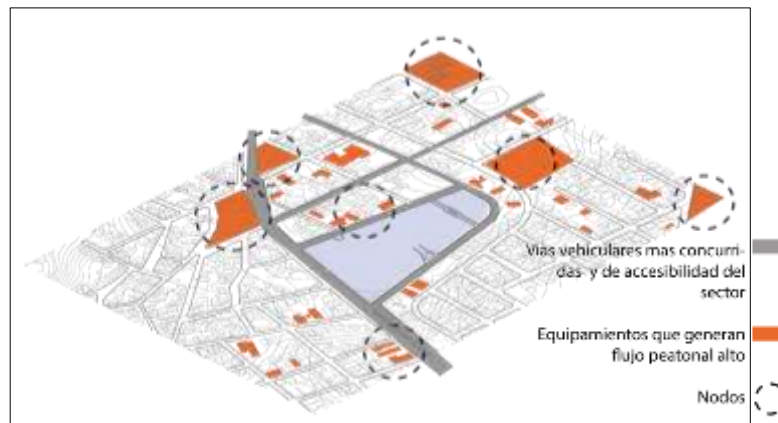 Vias vehiculares mas concurri-
das y de accesibilidad del
sector
Equipamientos que generan
flujo peatonal alto
Nodos